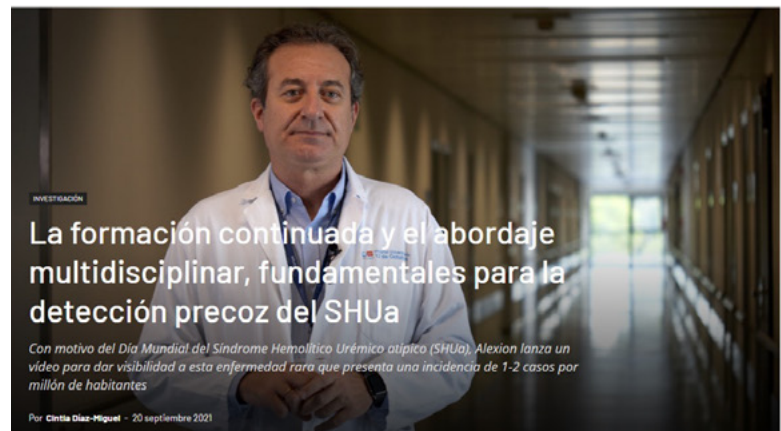 INVESTIGACIÓN
La formación continuada y el abordaje
multidisciplinar, fundamentales para la
detección precoz del SHUa
Con motivo del Día Mundial del Síndrome Hemolítico Urémico atípico (SHUa), Alexion lanza un
vídeo para dar visibilidad a esta enfermedad rara que presenta una incidencia de 1-2 casos por
millón de habitantes
Por Cintia Díaz-Miguel - 20 septiembre 2021